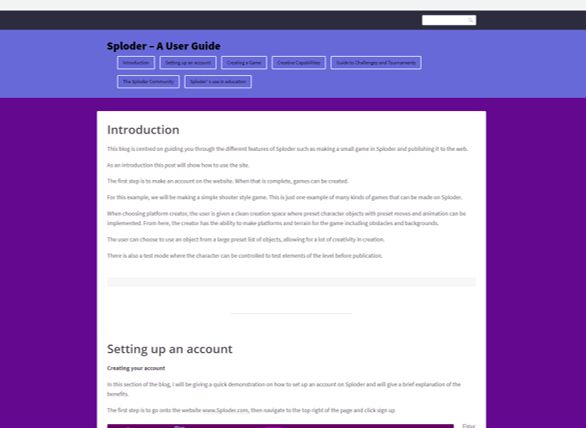 Sploder – A User Guide
Introduction
Setting up an account
Creating a Game
Creative Capabilities
Guide to Challenges and Tournaments
The Sploder Community
Sploder' s use in education
Introduction
This blog is centred on guiding you through the different features of Sploder such as making a small game in Sploder and publishing it to the web.
As an introduction this post will show how to use the site.
The first step is to make an account on the website. When that is complete, games can be created.
For this example, we will be making a simple shooter style game. This is just one example of many kinds of games that can be made on Sploder.
When choosing platform creator, the user is given a clean creation space where preset character objects with preset moves and animation can be
implemented. From here, the creator has the ability to make platforms and terrain for the game including obstacles and backgrounds.
The user can choose to use an object from a large preset list of objects, allowing for a lot of creativity in creation.
There is also a test mode where the character can be controlled to test elements of the level before publication.
Setting up an account
Creating your account
In this section of the blog, I will be giving a quick demonstration on how to set up an account on Sploder and will give a brief explanation of the
benefits.
The first step is to go onto the website www.Sploder.com, then navigate to the top right of the page and click sign up